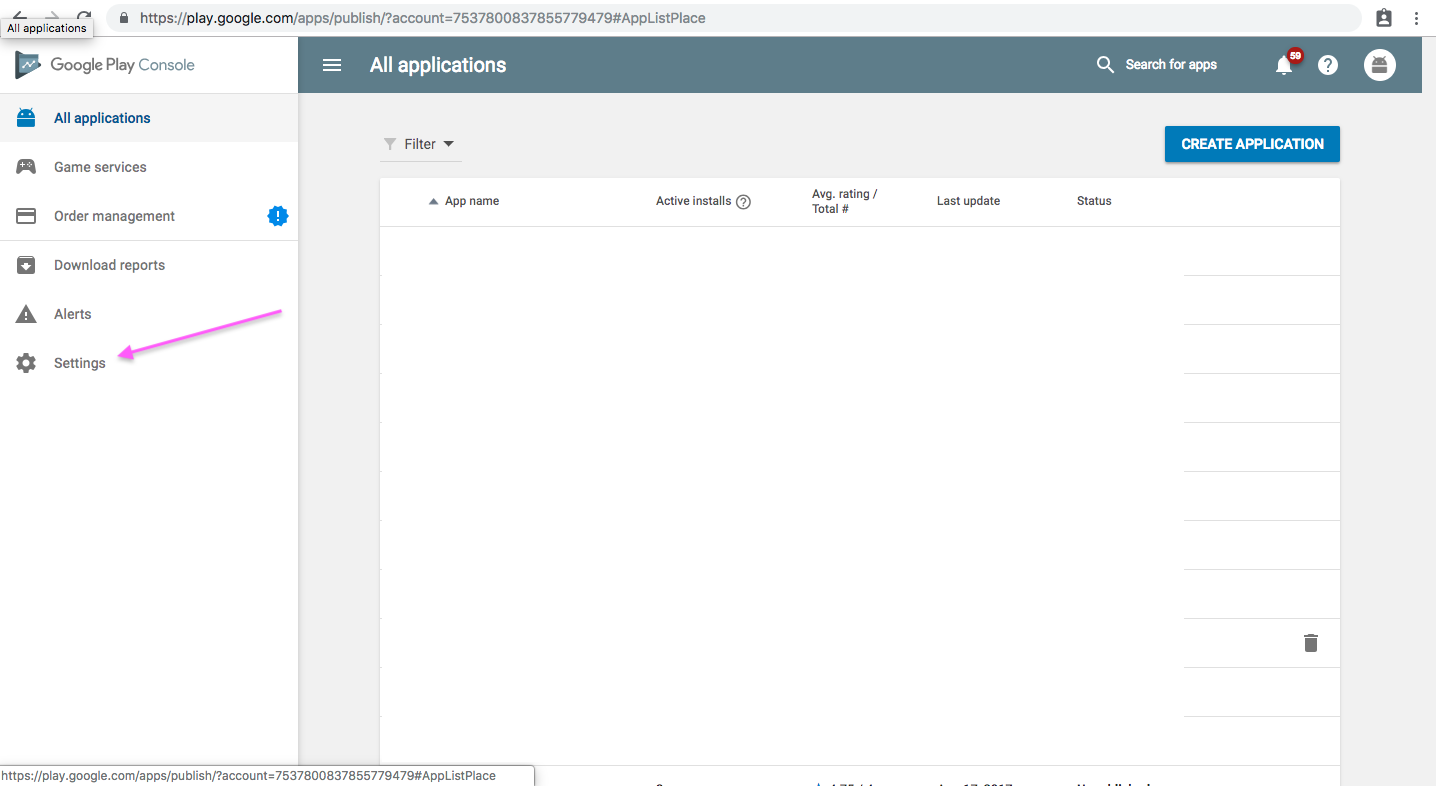 https://play.google.com/apps/publish/?account=7537800837855779479#AppListPlace
All applications
Google Play Console
All applications
Search for apps
59
All applications
Game services
Order management
Download reports
Alerts
Settings
Filter
CREATE APPLICATION
App name
Active installs
Avg. rating /
Total #
Last update
Status
https://play.google.com/apps/publish/?account=7537800837855779479#AppListPlace